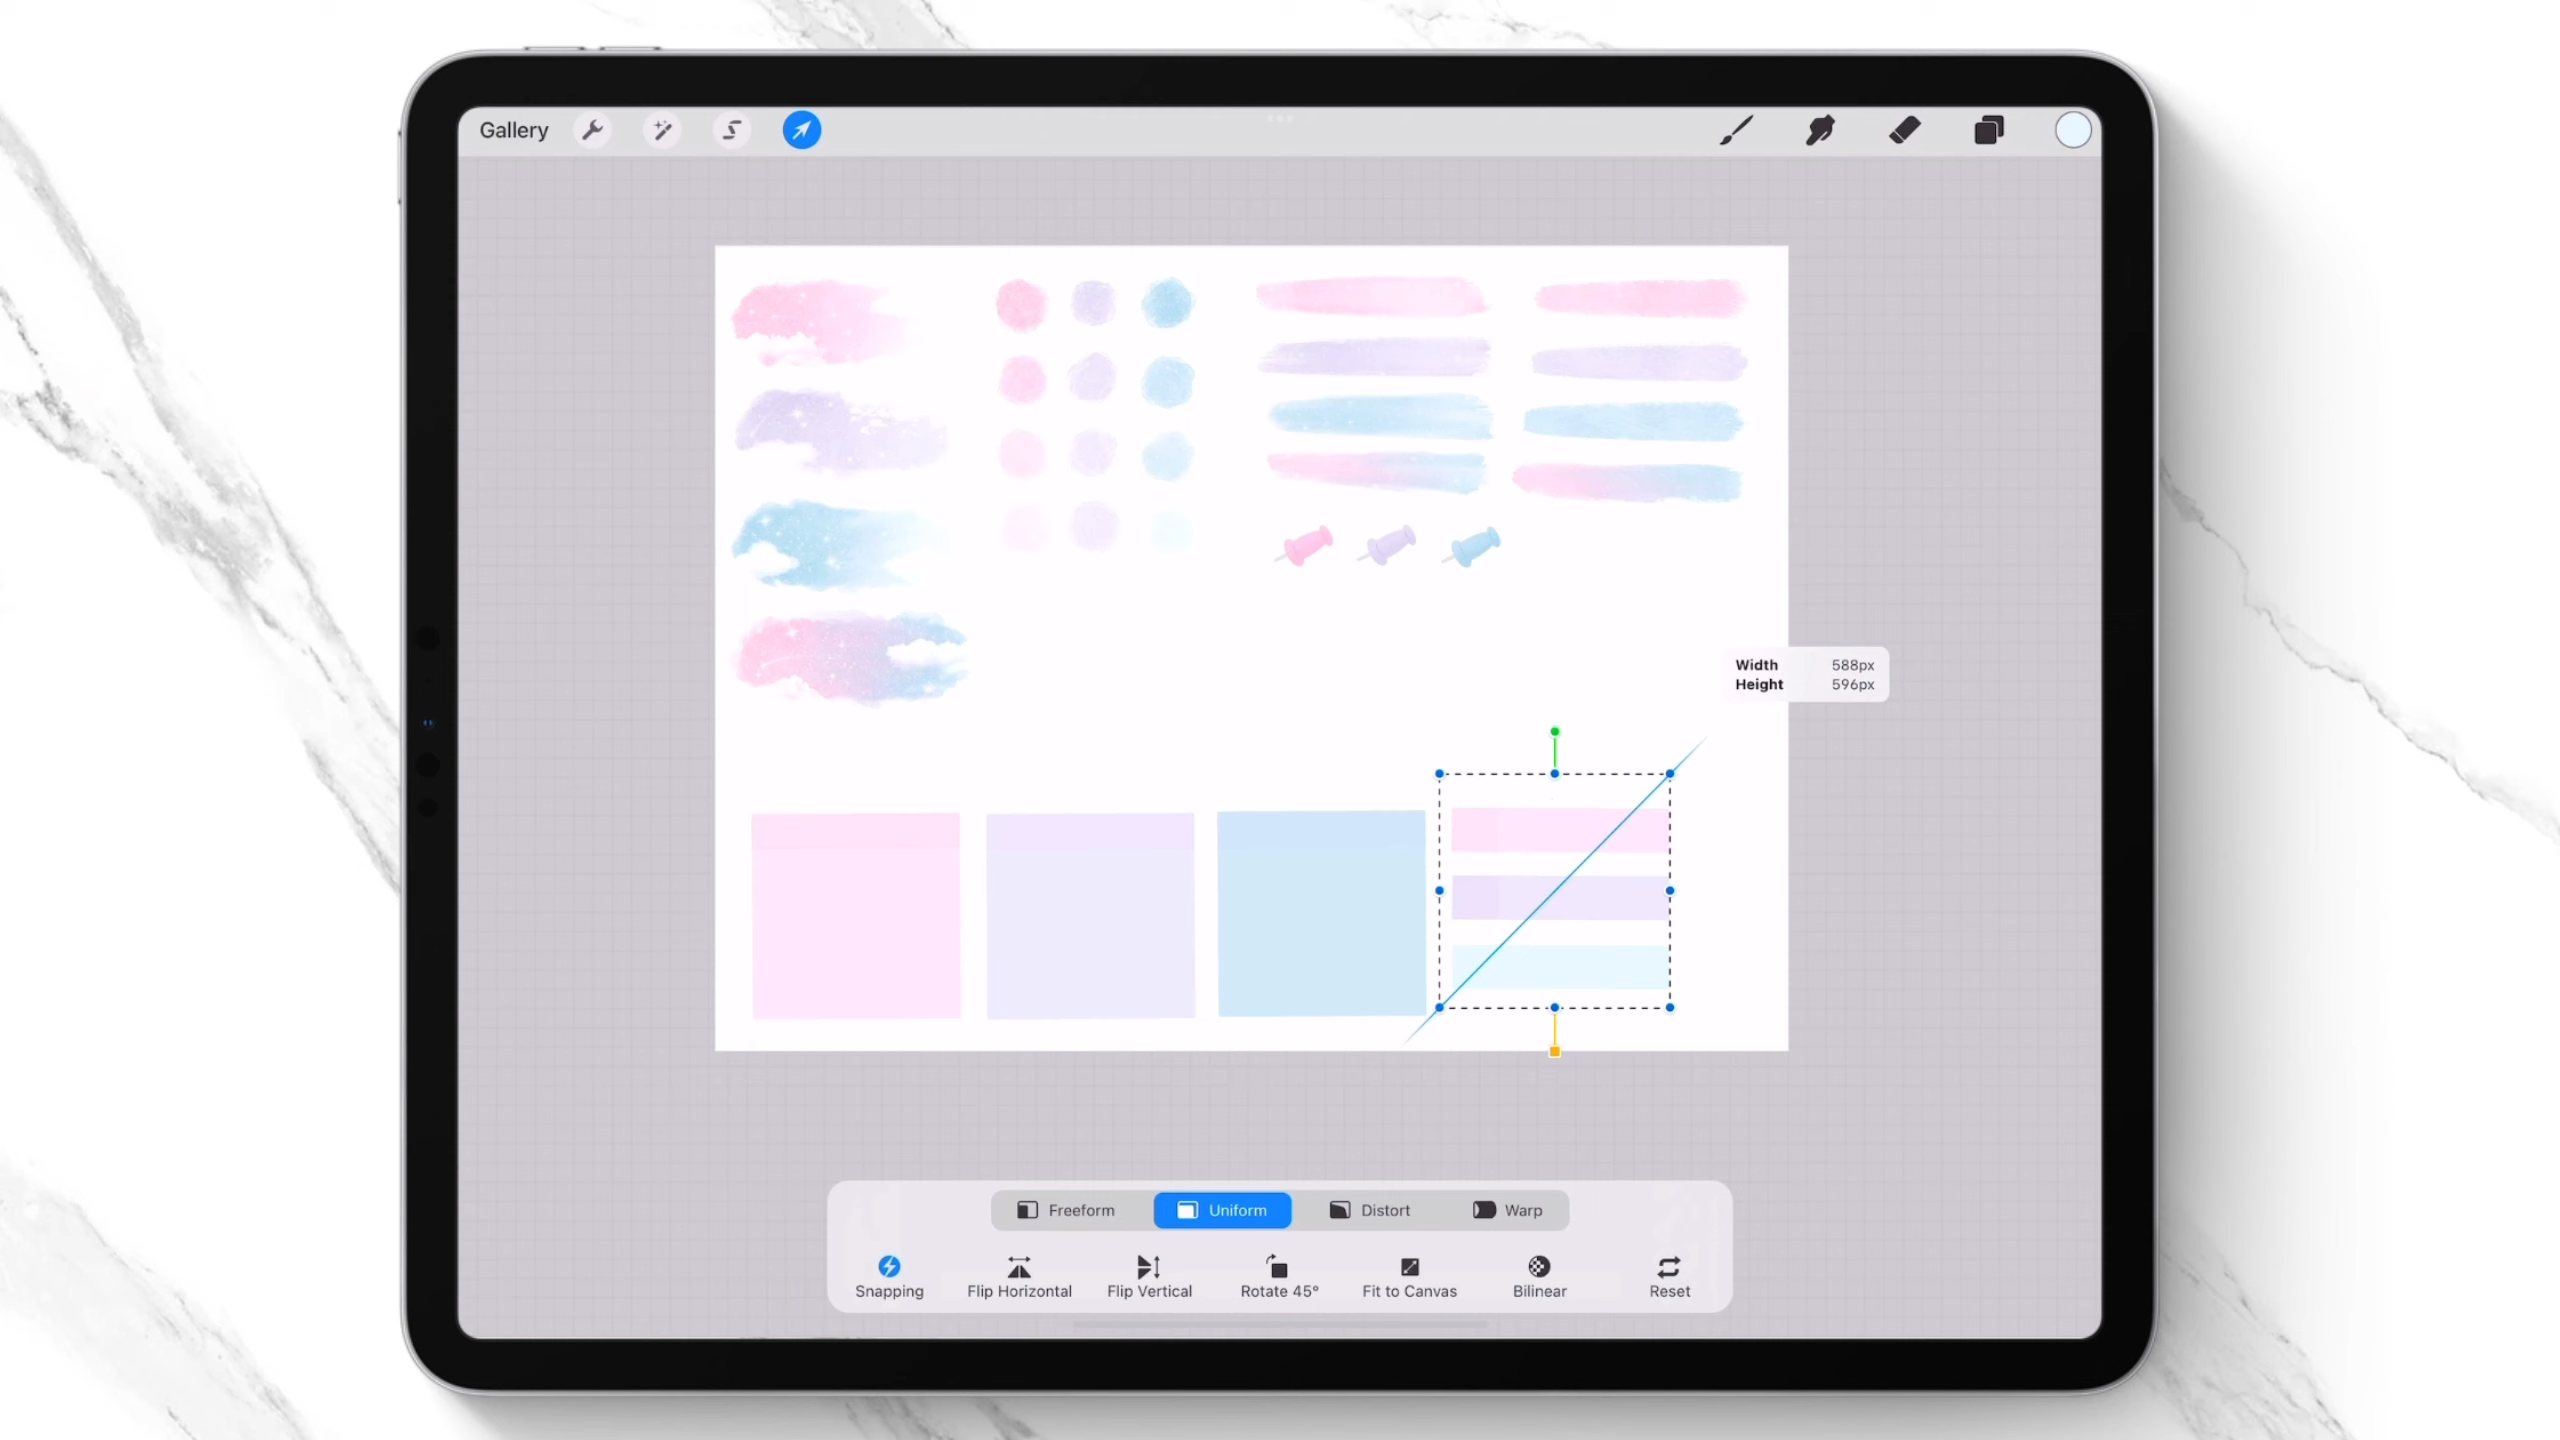 Gallery
Width 588px
Height 596px
Freeform Uniform Distort Warp
Snapping Flip Horizontal Flip Vertical Rotate 45° Fit to Canvas Bilinear Reset